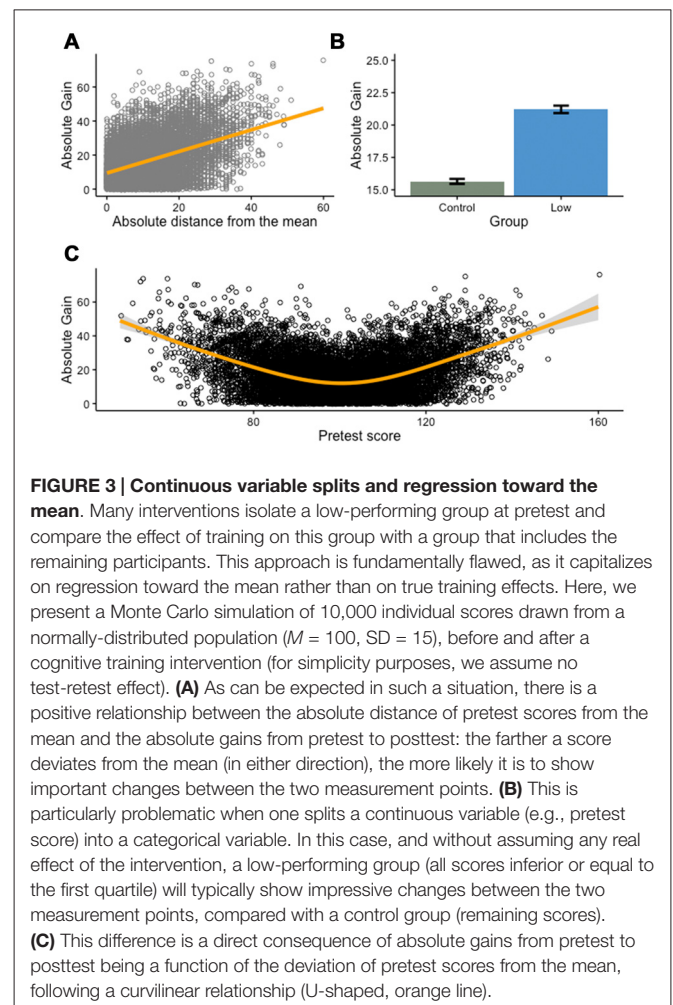 A
B
Absolute Gain
60
40
20
0
0
20
40
60
Absolute distance from the mean
Absolute Gain
25.0
22.5
20.0
17.5
15.0
Control
Low
Group
C
Absolute Gain
60
40
20
0
80
120
160
Pretest score
FIGURE 3 | Continuous variable splits and regression toward the
mean. Many interventions isolate a low-performing group at pretest and
compare the effect of training on this group with a group that includes the
remaining participants. This approach is fundamentally flawed, as it capitalizes
on regression toward the mean rather than on true training effects. Here, we
present a Monte Carlo simulation of 10,000 individual scores drawn from a
normally-distributed population (M = 100, SD = 15), before and after a
cognitive training intervention (for simplicity purposes, we assume no
test-retest effect). (A) As can be expected in such a situation, there is a
positive relationship between the absolute distance of pretest scores from the
mean and the absolute gains from pretest to posttest: the farther a score
deviates from the mean (in either direction), the more likely it is to show
important changes between the two measurement points. (B) This is
particularly problematic when one splits a continuous variable (e.g., pretest
score) into a categorical variable. In this case, and without assuming any real
effect of the intervention, a low-performing group (all scores inferior or equal to
the first quartile) will typically show impressive changes between the two
measurement points, compared with a control group (remaining scores).
(C) This difference is a direct consequence of absolute gains from pretest to
posttest being a function of the deviation of pretest scores from the mean,
following a curvilinear relationship (U-shaped, orange line).